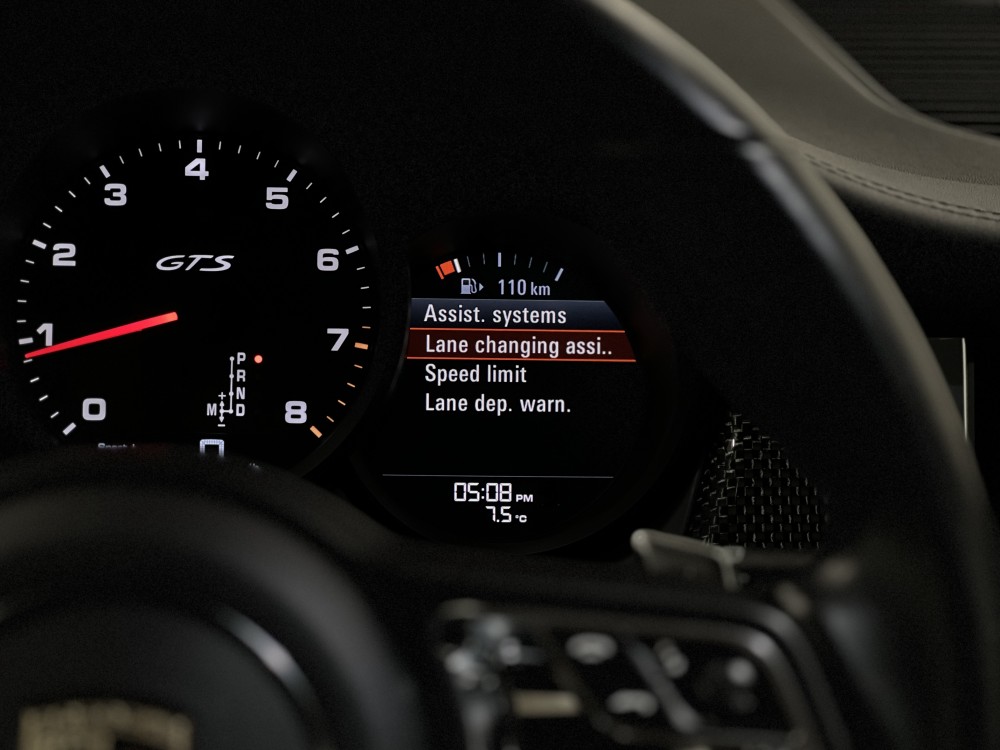 0
1
2
3
4
5
6
7
8
GTS
P
R
N
M D
+
-
0
110 km
Assist. systems
Lane changing assi..
Speed limit
Lane dep. warn.
05:08 PM
7.5 °C